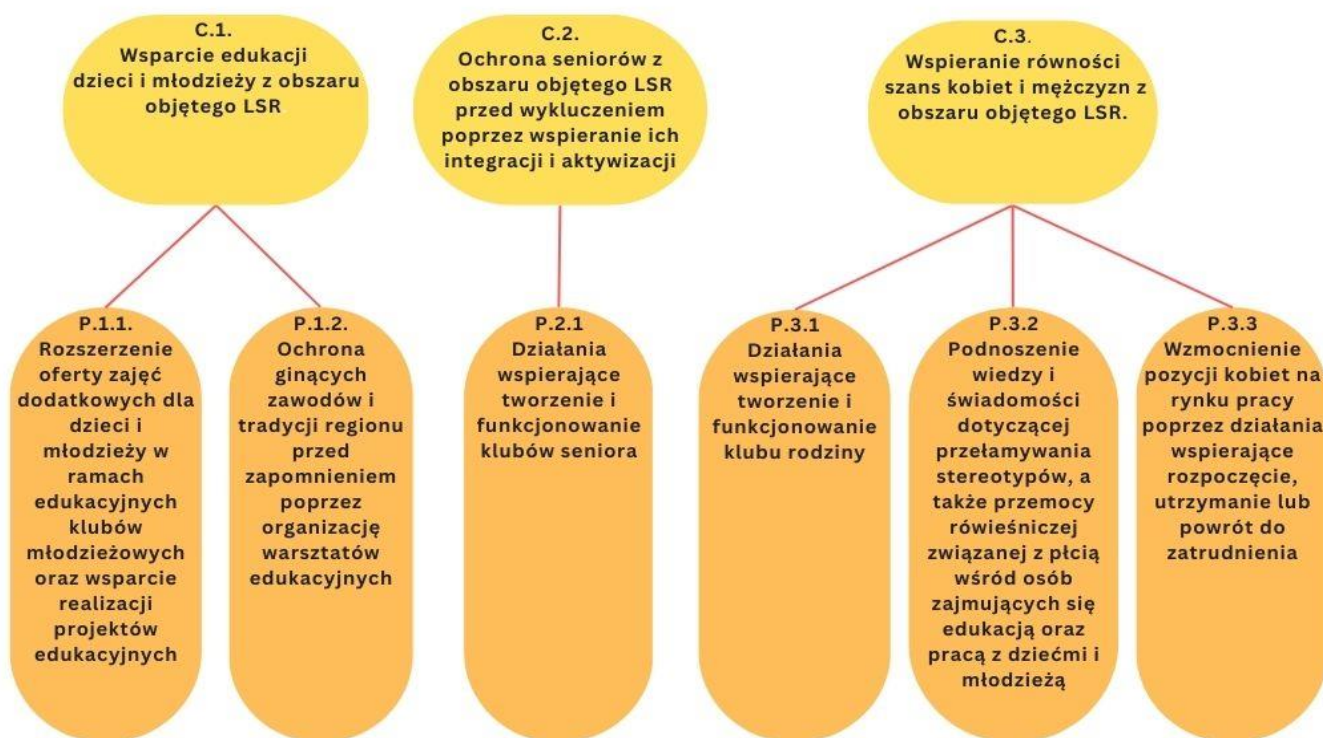 C.1.
Wsparcie edukacji
dzieci i młodzieży z obszaru
objętego LSR
C.2.
Ochrona seniorów z
obszaru objętego LSR
przed wykluczeniem
poprzez wspieranie ich
integracji i aktywizacji
C.3.
Wspieranie równości
szans kobiet i mężczyzn z
obszaru objętego LSR.
P.1.1.
Rozszerzenie
oferty zajęć
dodatkowych dla
dzieci i
młodzieży w
ramach
edukacyjnych
klubów
młodzieżowych
oraz wsparcie
realizacji
projektów
edukacyjnych
P.1.2.
Ochrona
ginących
zawodów i
tradycji regionu
przed
zapomnieniem
poprzez
organizację
warsztatów
edukacyjnych
P.2.1
Działania
wspierające
tworzenie i
funkcjonowanie
klubów seniora
P.3.1
Działania
wspierające
tworzenie i
funkcjonowanie
klubu rodziny
P.3.2
Podnoszenie
wiedzy i
świadomości
dotyczącej
przełamywania
stereotypów, a
także przemocy
rówieśniczej
związanej z płcią
wśród osób
zajmujących się
edukacją oraz
pracą z dziećmi i
młodzieżą
P.3.3
Wzmocnienie
pozycji kobiet na
rynku pracy
poprzez działania
wspierające
rozpoczęcie,
utrzymanie lub
powrót do
zatrudnienia